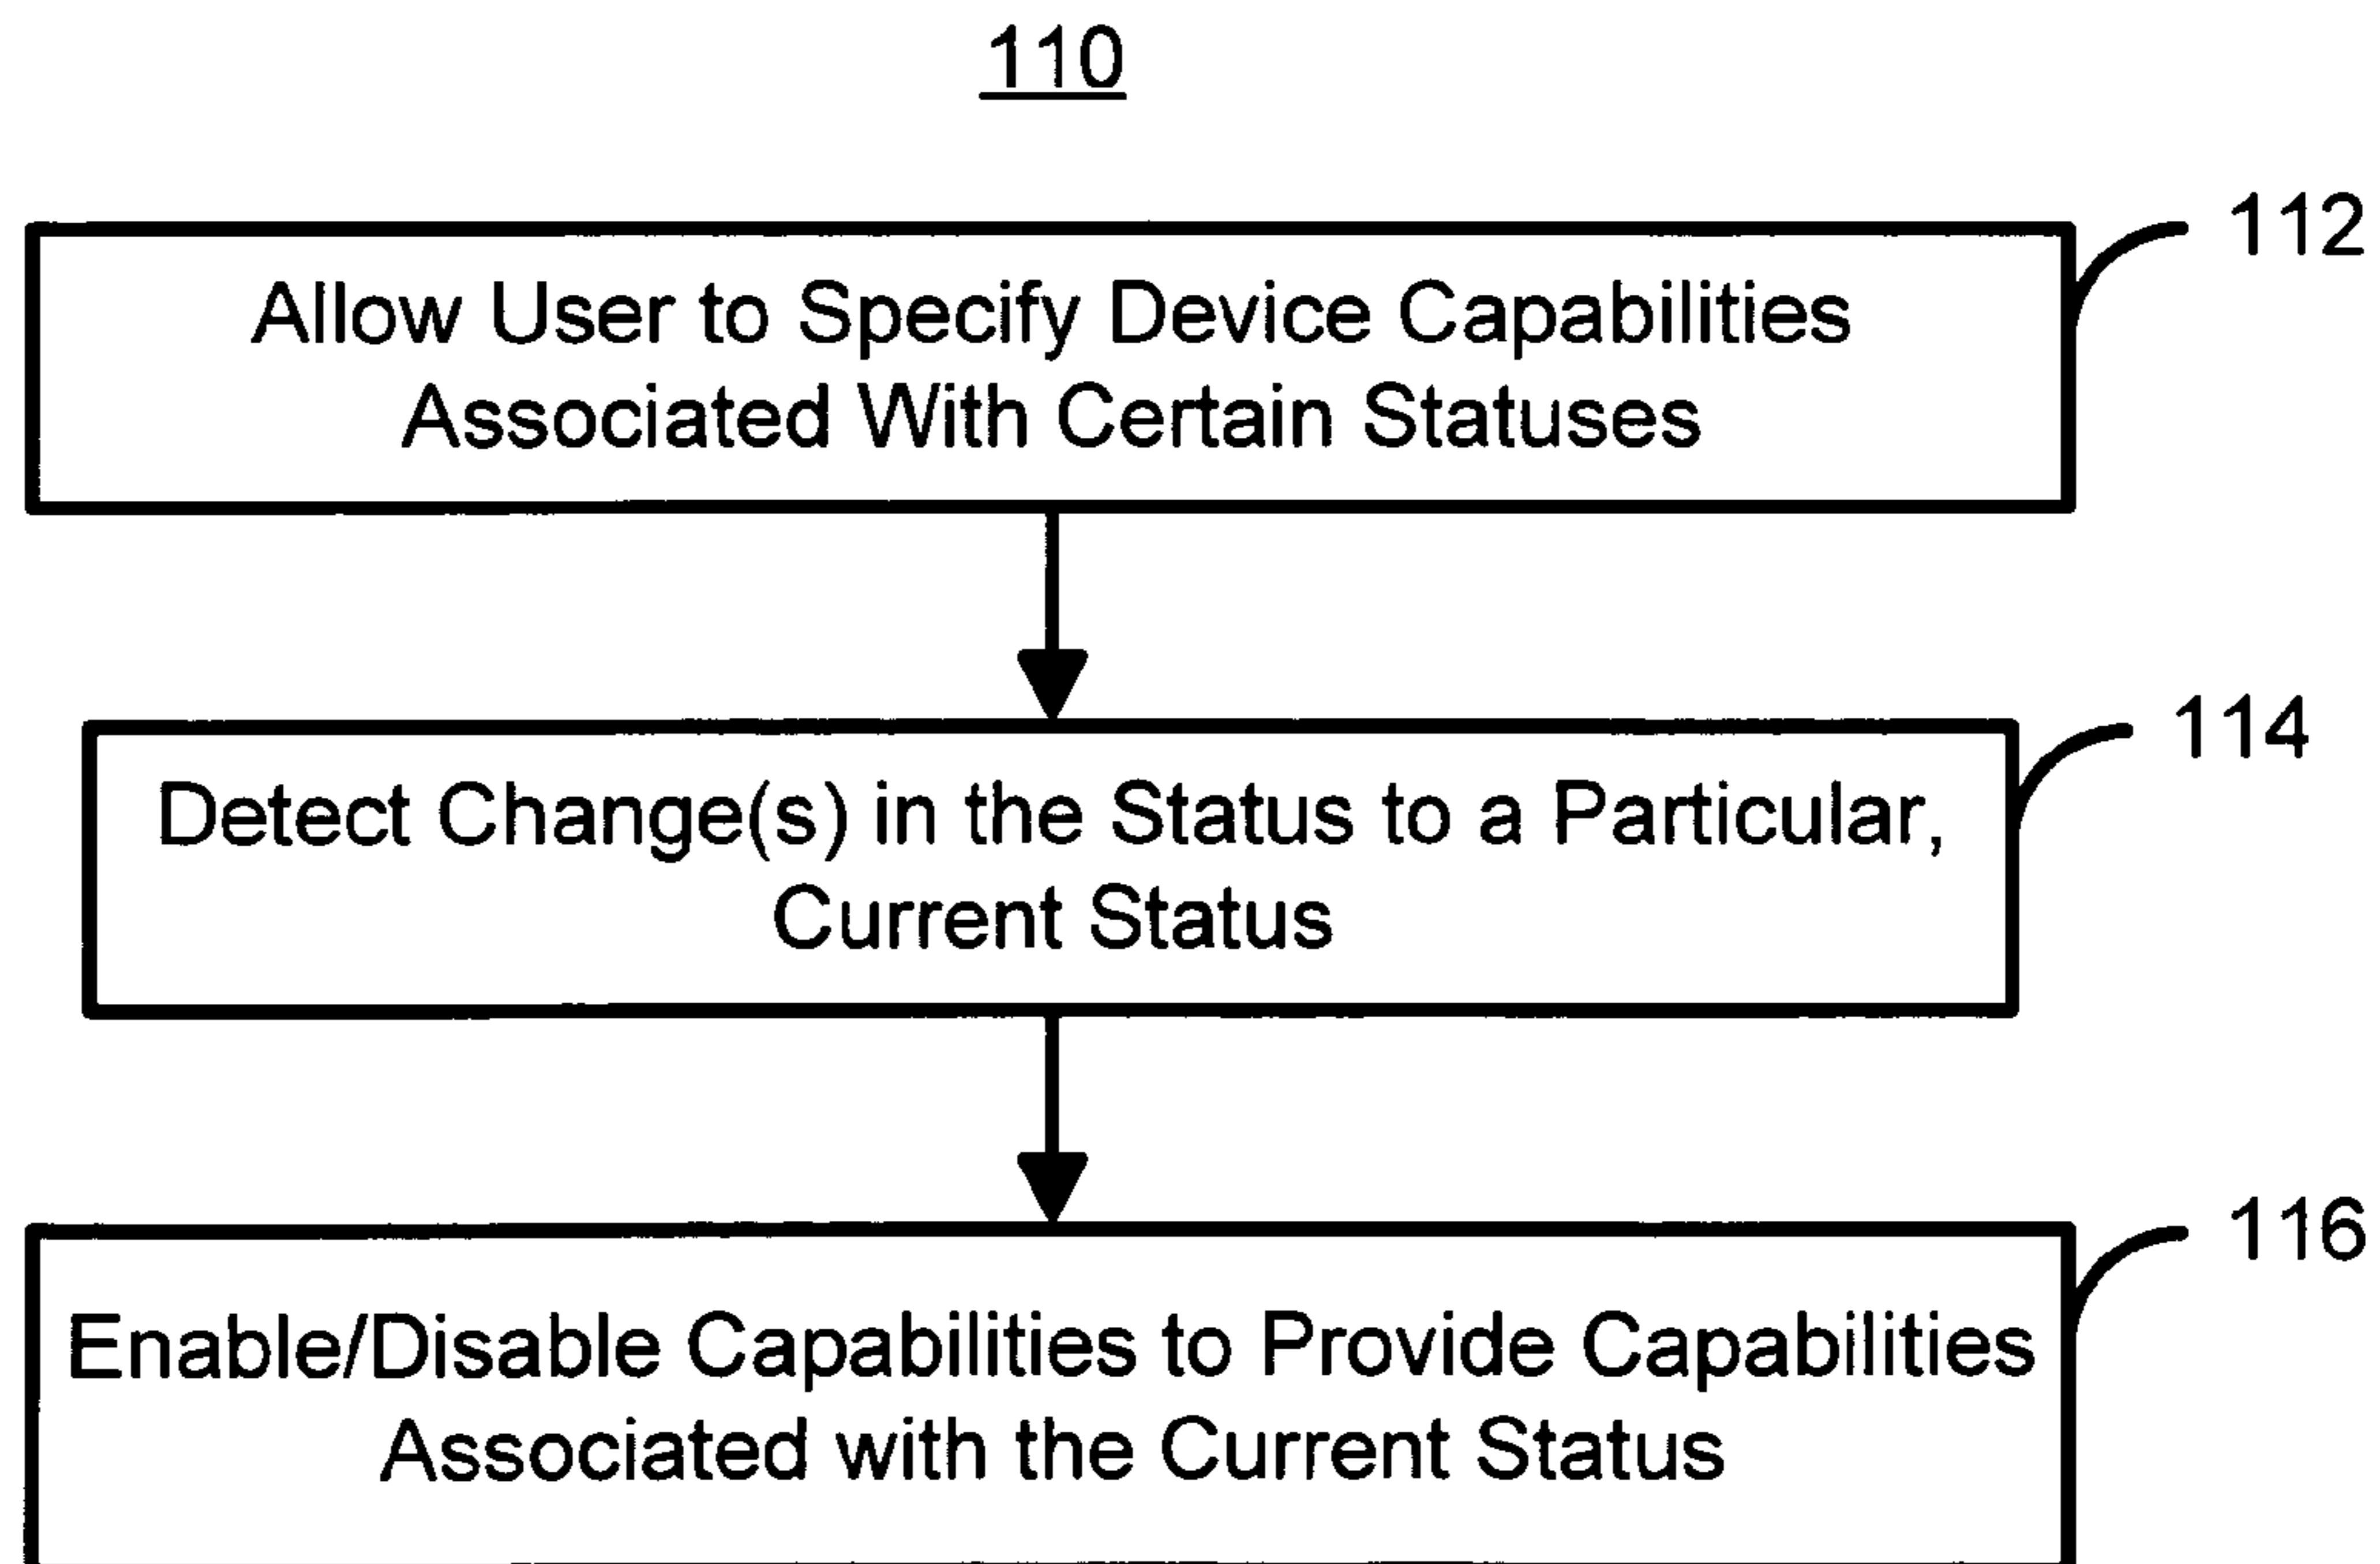 110
112
Allow User to Specify Device Capabilities
Associated With Certain Statuses
114
Detect Change(s) in the Status to a Particular,
Current Status
116
Enable/Disable Capabilities to Provide Capabilities
Associated with the Current Status